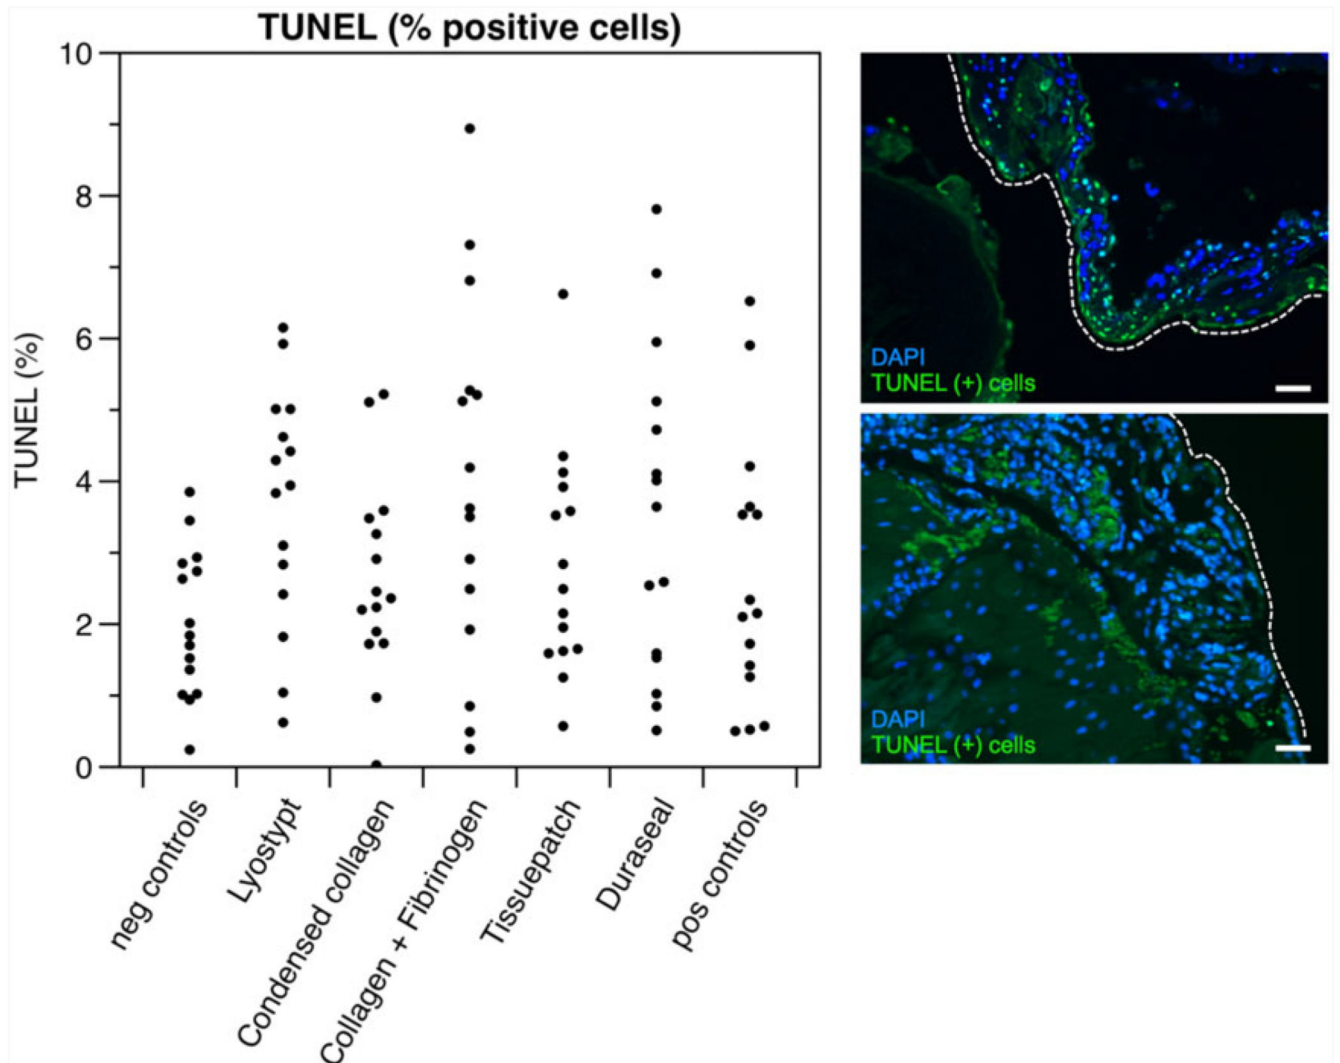 TUNEL (% positive cells)
TUNEL (%)
10
8
6
4
2
0
neg controls
Lyostypt
Condensed collagen
Collagen + Fibrinogen
Tissuepatch
Duraseal
pos controls
DAPI
TUNEL (+) cells
DAPI
TUNEL (+) cells